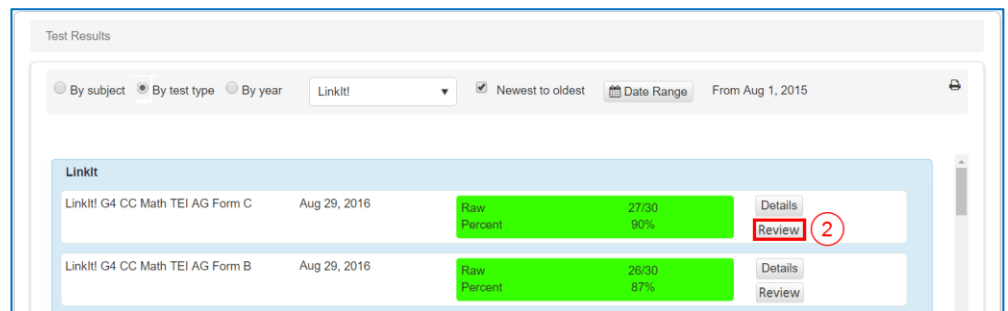 Test Results
By subject By test type By year LinkIt! Newest to oldest Date Range From Aug 1, 2015
LinkIt
LinkIt! G4 CC Math TEI AG Form C Aug 29, 2016 Raw 27/30 Details
Percent 90% Review 2
LinkIt! G4 CC Math TEI AG Form B Aug 29, 2016 Raw 26/30 Details
Percent 87% Review